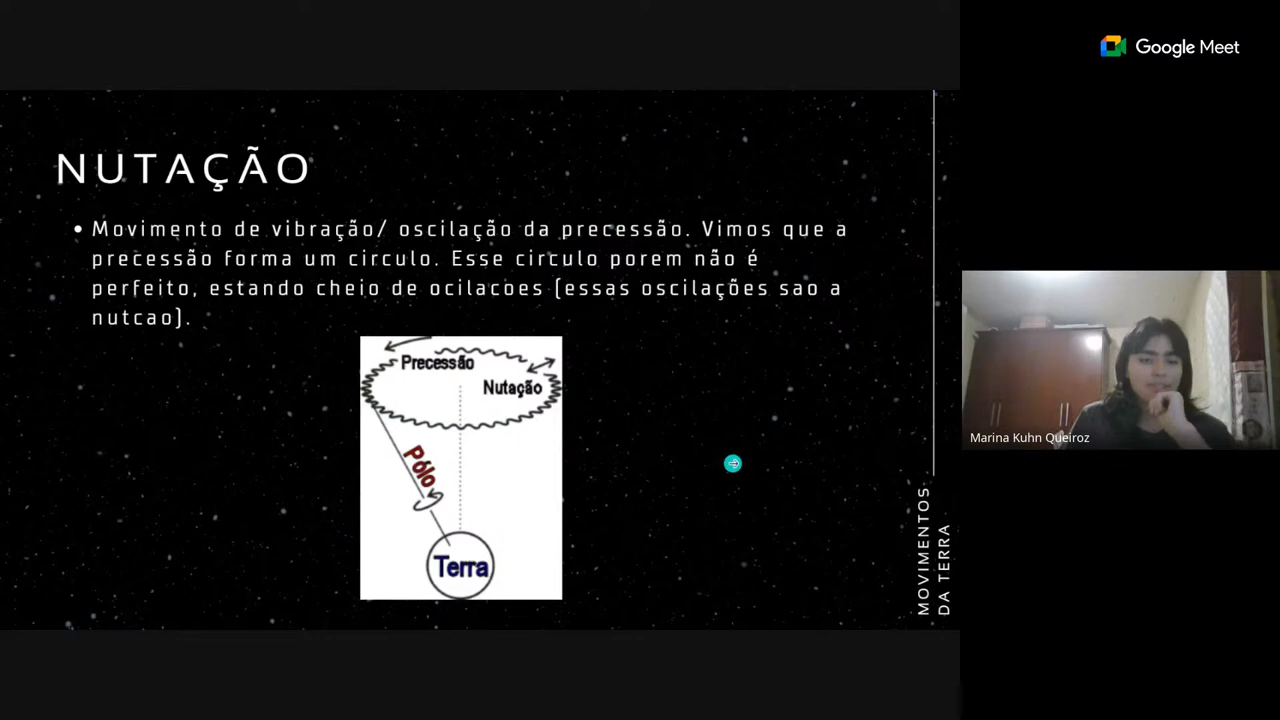 Google Meet
NUTAÇÃO
• Movimento de vibração/ oscilação da precessão. Vimos que a
precessão forma um circulo. Esse circulo porem não é
perfeito, estando cheio de ocilacoes (essas oscilações sao a
nutcao).
Precessão
Nutação
Pólo
Terra
MOVIMENTOS
DA TERRA
Marina Kuhn Queiroz